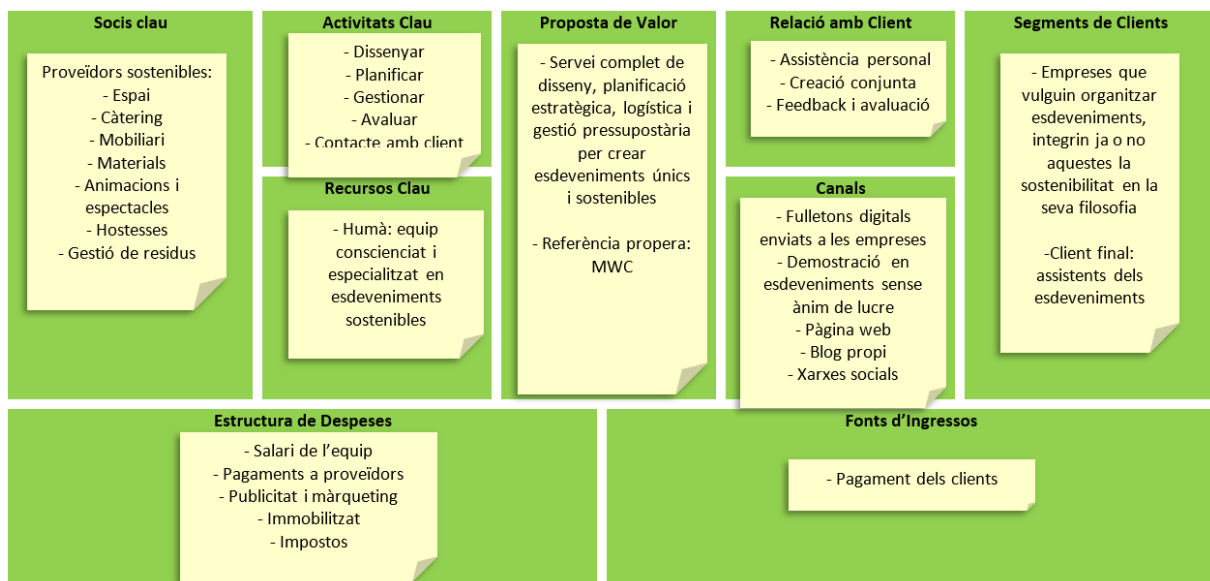 Socis clau
Proveïdors sostenibles:
- Espai
- Càtering
- Mobiliari
- Materials
- Animacions i
espectacles
- Hostesses
- Gestió de residus
Activitats Clau
- Dissenyar
- Planificar
- Gestionar
- Avaluar
- Contacte amb client
Recursos Clau
- Humà: equip
conscienciat i
especialitzat en
esdeveniments
sostenibles
Proposta de Valor
- Servei complet de
disseny, planificació
estratègica, logística i
gestió pressupostària
per crear
esdeveniments únics
i sostenibles
- Referència propera:
MWC
Relació amb Client
- Assistència personal
- Creació conjunta
- Feedback i avaluació
Canals
- Fulletons digitals
enviats a les empreses
- Demostració en
esdeveniments sense
ànim de lucre
- Pàgina web
- Blog propi
- Xarxes socials
Segments de Clients
- Empreses que
vulguin organitzar
esdeveniments,
integrin ja o no
aquestes la
sostenibilitat en la
seva filosofia
-Client final:
assistents dels
esdeveniments
Estructura de Despeses
- Salari de l’equip
- Pagaments a proveïdors
- Publicitat i màrqueting
- Immobilitzat
- Impostos
Fonts d’Ingressos
- Pagament dels clients